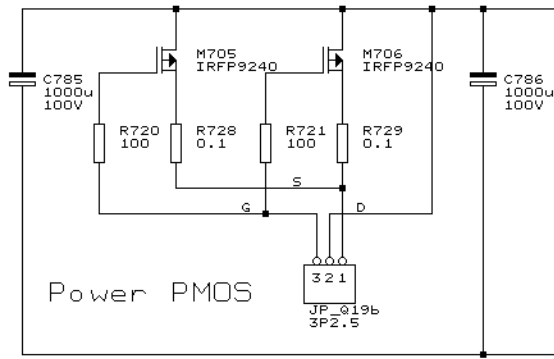 M705
IRFP9240
M706
IRFP9240
C785
1000u
100V
C786
1000u
100V
R720
100
R728
0.1
R721
100
R729
0.1
S
G
D
321
Power PMOS
JP_Q19b
3P2.5